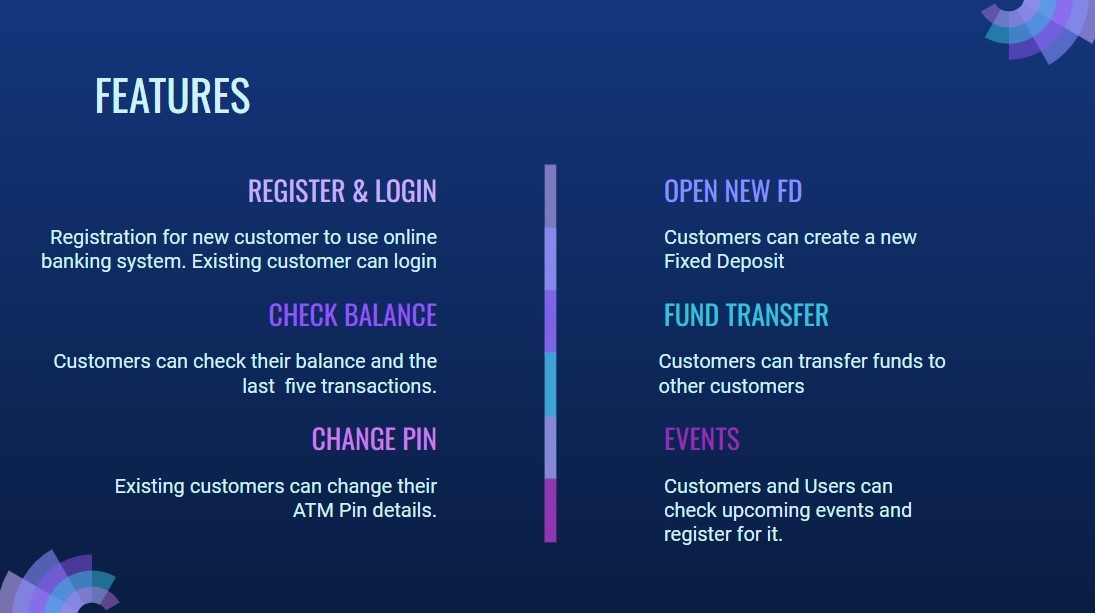 FEATURES
REGISTER & LOGIN
Registration for new customer to use online
banking system. Existing customer can login
CHECK BALANCE
Customers can check their balance and the
last five transactions.
CHANGE PIN
Existing customers can change their
ATM Pin details.
OPEN NEW FD
Customers can create a new
Fixed Deposit
FUND TRANSFER
Customers can transfer funds to
other customers
EVENTS
Customers and Users can
check upcoming events and
register for it.